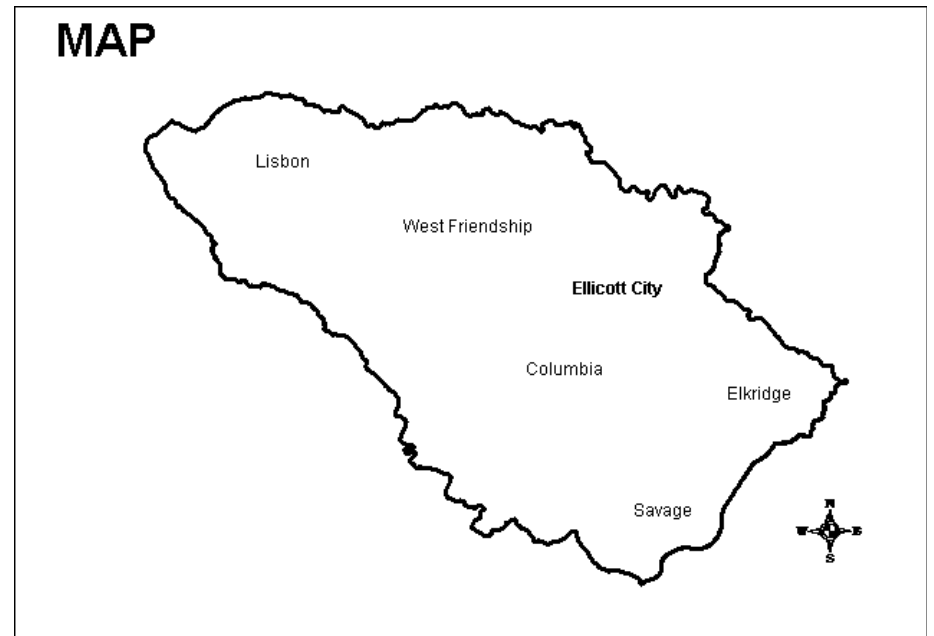 MAP
Lisbon
West Friendship
Ellicott City
Columbia
Elkridge
Savage
N
W E
S